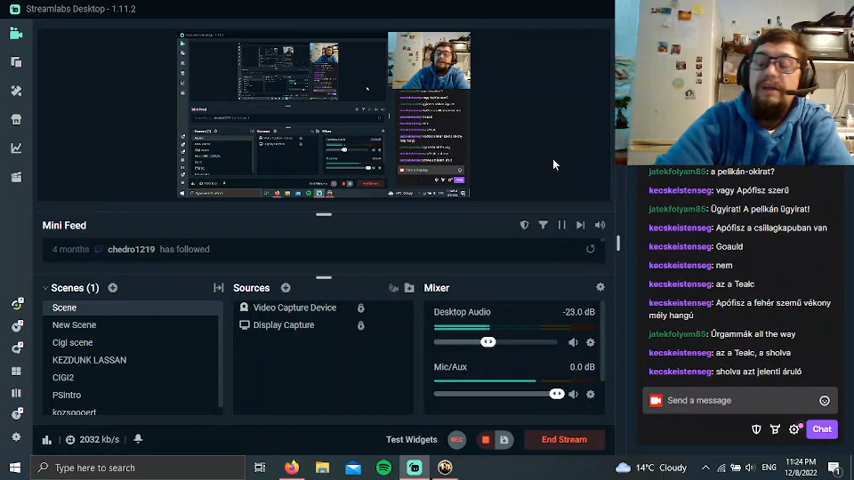 Streamlabs Desktop - 1.11.2
Mini Feed
4 months chedro1219 has followed
Scenes (1)
Scene
New Scene
Cigi scene
KEZDUNK LASSAN
CIGI2
PSintro
kozsoooert
Sources
Video Capture Device
Display Capture
Mixer
Desktop Audio -23.0 dB
Mic/Aux 0.0 dB
2032 kb/s
Test Widgets
REC
End Stream
a pelikán-okirat?
kecskeistenseg: vagy Apófisz szerű
jatekfolyam85: Ügyirat! A pelikán ügyirat!
kecskeistenseg: Apófisz a csillagkapuban van
kecskeistenseg: Goauld
kecskeistenseg: nem
kecskeistenseg: az a Tealc
kecskeistenseg: Apófisz a fehér szemű vékony
mély hangú
jatekfolyam85: Űrgammák all the way
kecskeistenseg: az a Tealc, a sholva
kecskeistenseg: sholva azt jelenti áruló
Send a message
Chat
Type here to search
14°C Cloudy
ENG
11:24 PM
12/8/2022